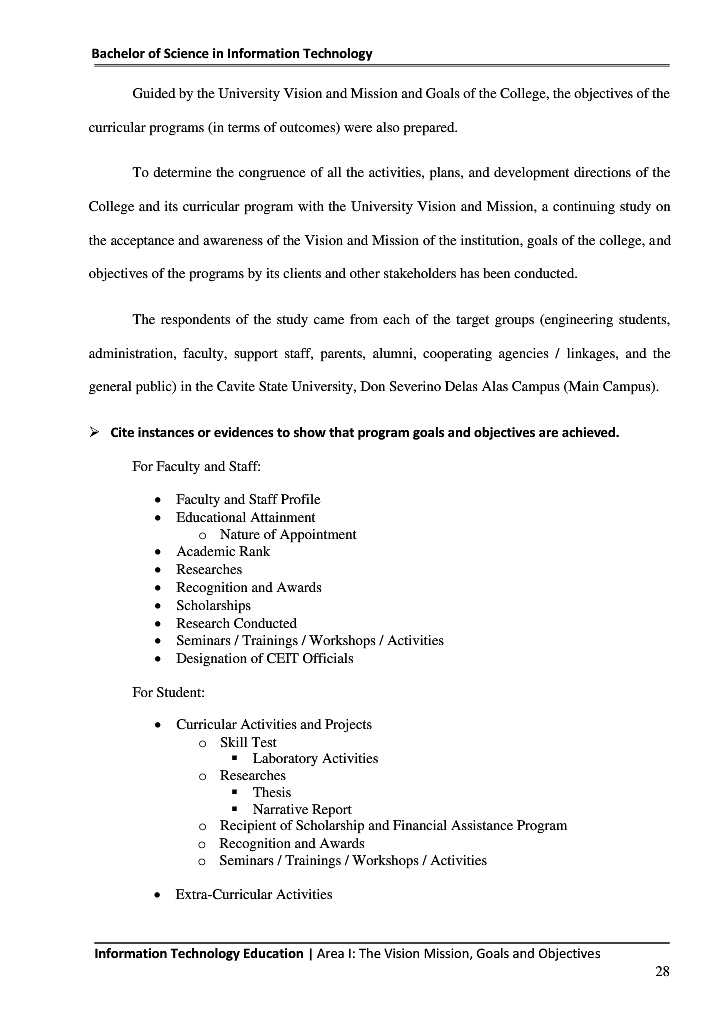 Bachelor of Science in Information Technology
Guided by the University Vision and Mission and Goals of the College, the objectives of the
curricular programs (in terms of outcomes) were also prepared.
To determine the congruence of all the activities, plans, and development directions of the
College and its curricular program with the University Vision and Mission, a continuing study on
the acceptance and awareness of the Vision and Mission of the institution, goals of the college, and
objectives of the programs by its clients and other stakeholders has been conducted.
The respondents of the study came from each of the target groups (engineering students,
administration, faculty, support staff, parents, alumni, cooperating agencies / linkages, and the
general public) in the Cavite State University, Don Severino Delas Alas Campus (Main Campus).
➢ Cite instances or evidences to show that program goals and objectives are achieved.
For Faculty and Staff:
• Faculty and Staff Profile
• Educational Attainment
o Nature of Appointment
• Academic Rank
• Researches
• Recognition and Awards
• Scholarships
• Research Conducted
• Seminars / Trainings / Workshops / Activities
• Designation of CEIT Officials
For Student:
• Curricular Activities and Projects
o Skill Test
▪ Laboratory Activities
o Researches
▪ Thesis
▪ Narrative Report
o Recipient of Scholarship and Financial Assistance Program
o Recognition and Awards
o Seminars / Trainings / Workshops / Activities
• Extra-Curricular Activities
Information Technology Education | Area I: The Vision Mission, Goals and Objectives
28